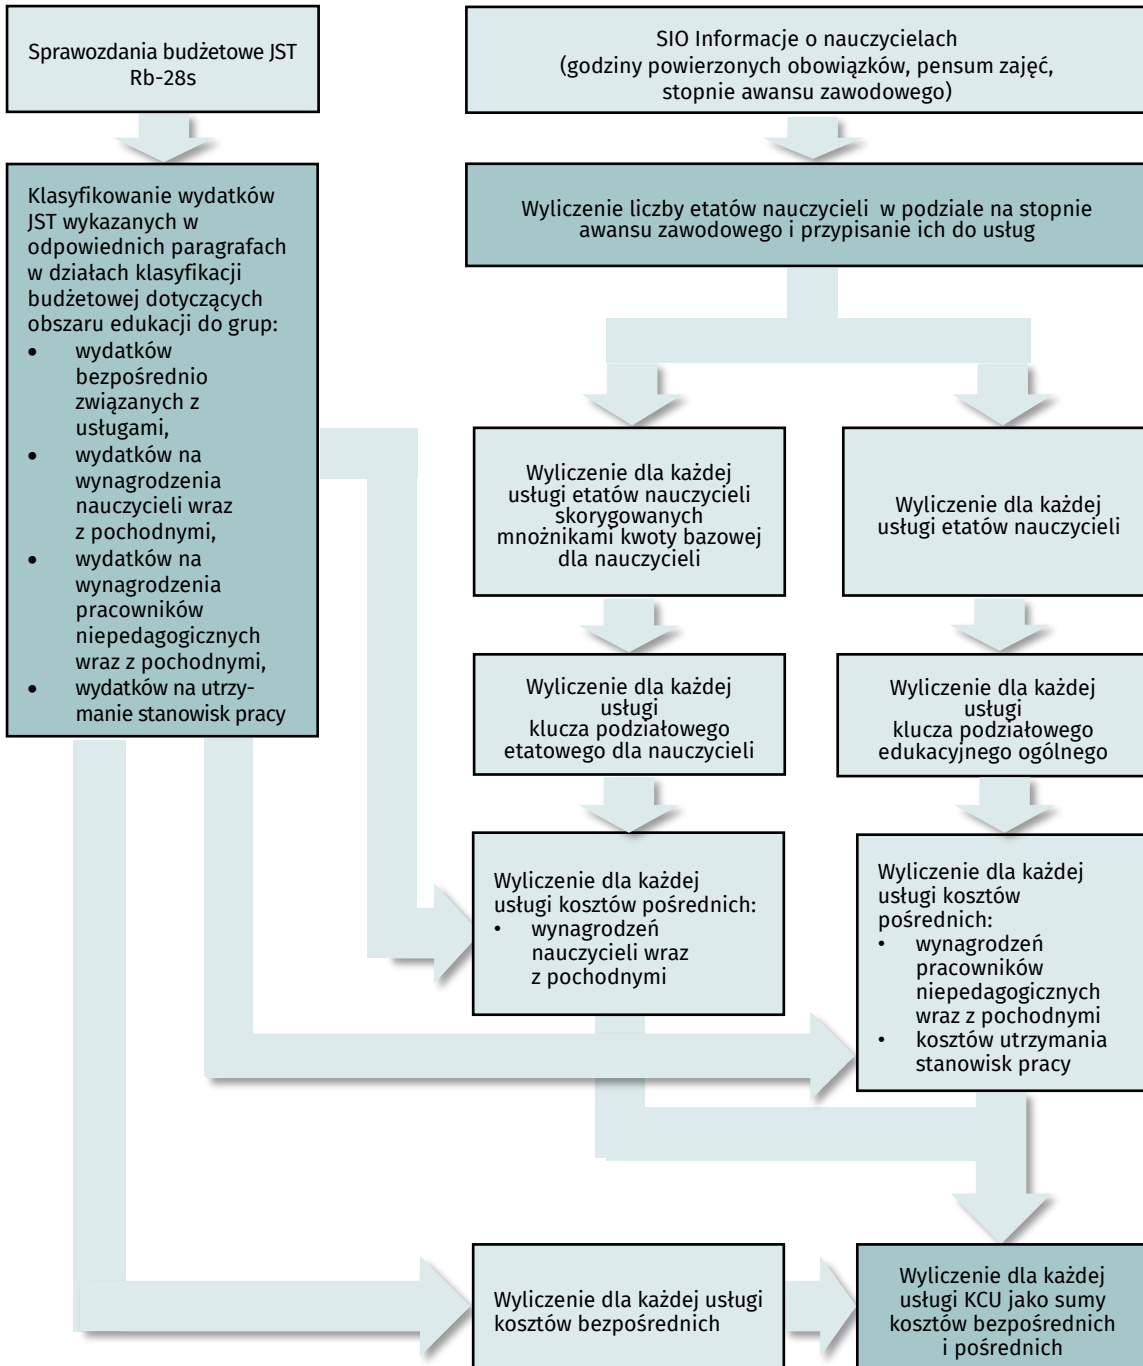 Sprawozdania budżetowe JST
Rb-28s
SIO Informacje o nauczycielach
(godziny powierzonych obowiązków, pensum zajęć,
stopnie awansu zawodowego)
Klasyfikowanie wydatków
JST wykazanych w
odpowiednich paragrafach
w działach klasyfikacji
budżetowej dotyczących
obszaru edukacji do grup:
• wydatków
bezpośrednio
związanych z
usługami,
• wydatków na
wynagrodzenia
nauczycieli wraz
z pochodnymi,
• wydatków na
wynagrodzenia
pracowników
niepedagogicznych
wraz z pochodnymi,
• wydatków na utrzy-
manie stanowisk pracy
Wyliczenie liczby etatów nauczycieli w podziale na stopnie
awansu zawodowego i przypisanie ich do usług
Wyliczenie dla każdej
usługi etatów nauczycieli
skorygowanych
mnożnikami kwoty bazowej
dla nauczycieli
Wyliczenie dla każdej
usługi etatów nauczycieli
Wyliczenie dla każdej
usługi
klucza podziałowego
etatowego dla nauczycieli
Wyliczenie dla każdej
usługi
klucza podziałowego
edukacyjnego ogólnego
Wyliczenie dla każdej
usługi kosztów pośrednich:
• wynagrodzeń
nauczycieli wraz
z pochodnymi
Wyliczenie dla każdej
usługi kosztów
pośrednich:
• wynagrodzeń
pracowników
niepedagogicznych
wraz z pochodnymi
• kosztów utrzymania
stanowisk pracy
Wyliczenie dla każdej usługi
kosztów bezpośrednich
Wyliczenie dla każdej
usługi KCU jako sumy
kosztów bezpośrednich
i pośrednich